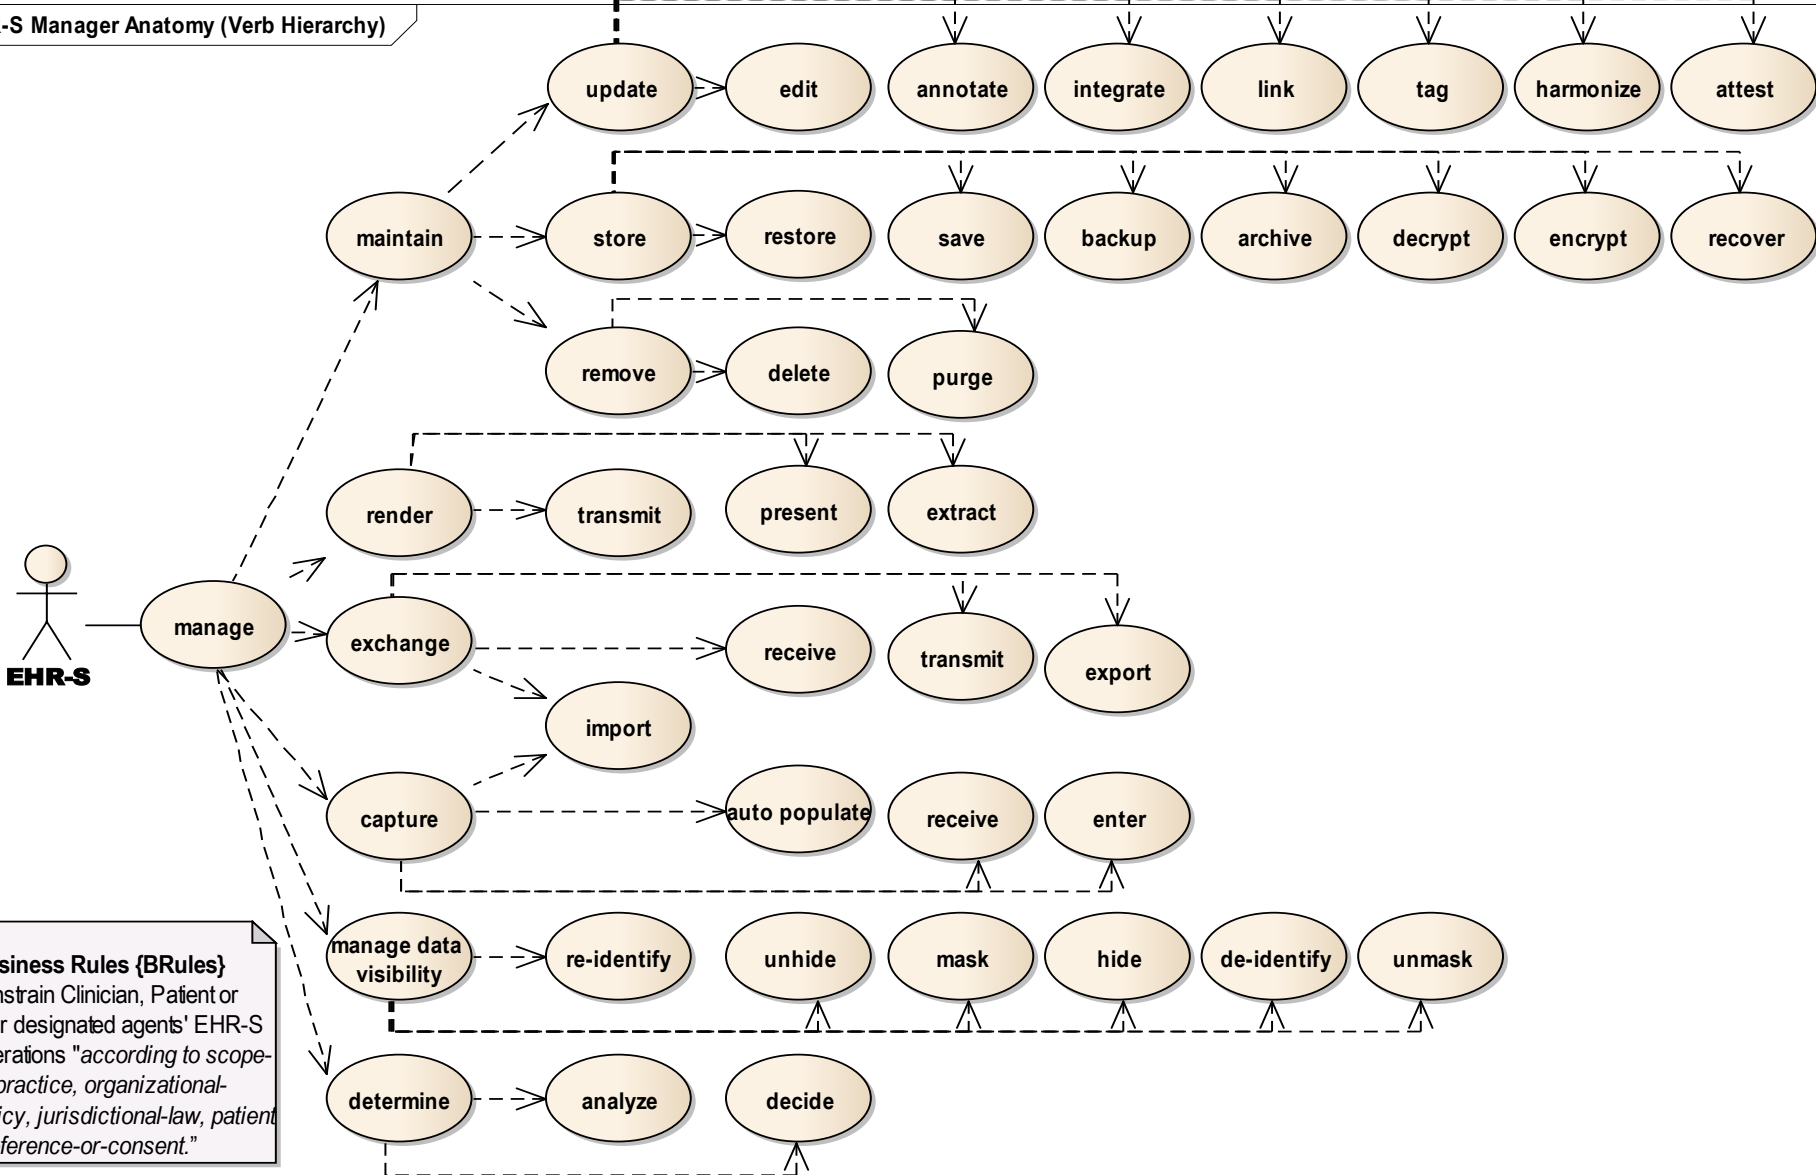 -S Manager Anatomy (Verb Hierarchy)
update edit annotate integrate link tag harmonize attest
maintain store restore save backup archive decrypt encrypt recover
remove delete purge
render transmit present extract
manage exchange receive transmit export
EHR-S
import
capture auto populate receive enter
manage data
visibility
re-identify unhide mask hide de-identify unmask
determine analyze decide
siness Rules {BRules}
nstrain Clinician, Patient or
r designated agents' EHR-S
erations "according to scope-
practice, organizational-
icy, jurisdictional-law, patient
ference-or-consent.”